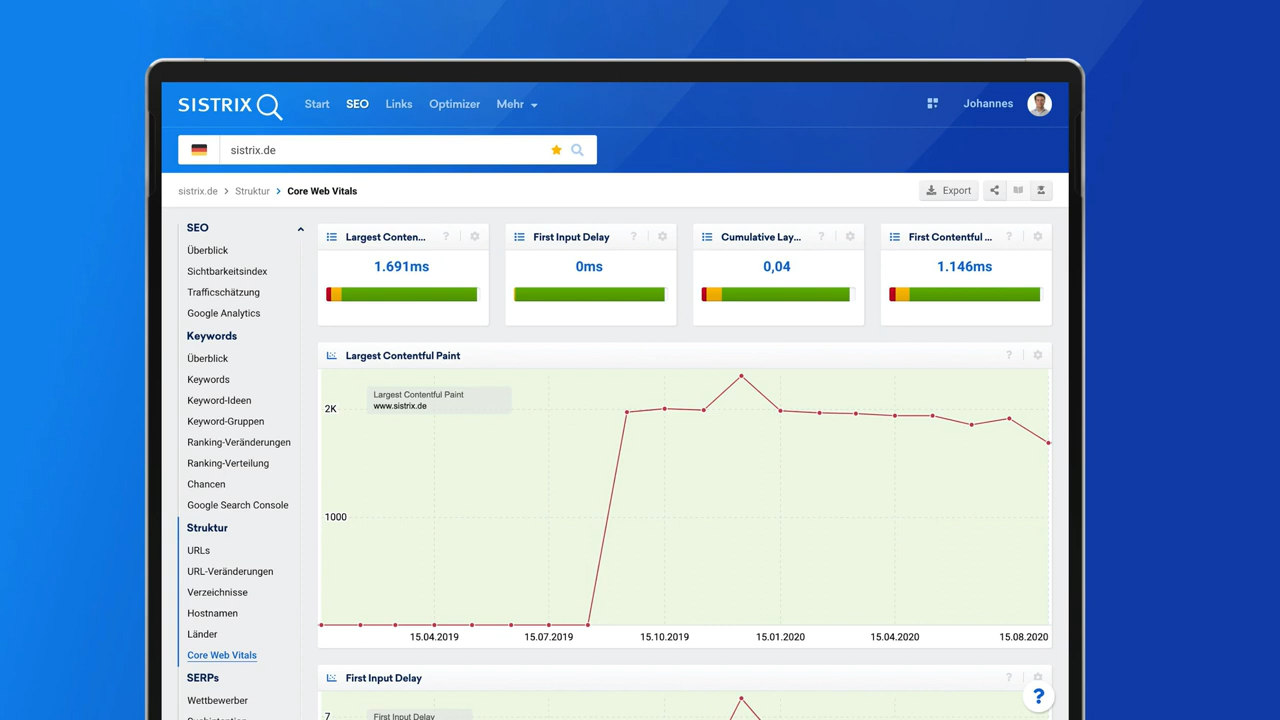 SISTRIX
Start SEO Links Optimizer Mehr
Johannes
sistrix.de
sistrix.de > Struktur > Core Web Vitals
Export
SEO
Überblick
Sichtbarkeitsindex
Trafficschätzung
Google Analytics
Keywords
Überblick
Keywords
Keyword-Ideen
Keyword-Gruppen
Ranking-Veränderungen
Ranking-Verteilung
Chancen
Google Search Console
Struktur
URLs
URL-Veränderungen
Verzeichnisse
Hostnamen
Länder
Core Web Vitals
SERPs
Wettbewerber
Largest Conten... ?
1.691ms
First Input Delay ?
0ms
Cumulative Lay... ?
0,04
First Contentful ... ?
1.146ms
Largest Contentful Paint ?
Largest Contentful Paint
www.sistrix.de
2K
1000
15.04.2019 15.07.2019 15.10.2019 15.01.2020 15.04.2020 15.08.2020
First Input Delay ?
First Input Delay
7
?